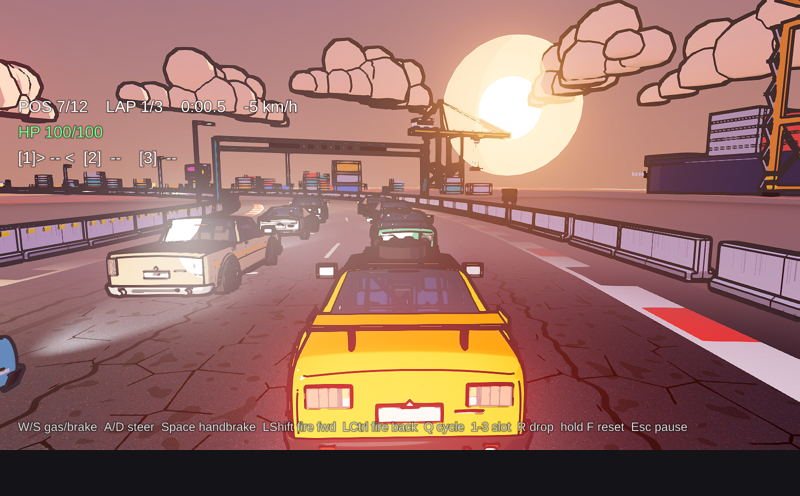 POS 7/12 LAP 1/3 0:00.5 -5 km/h
HP 100/100
[1]> -- < [2] -- [3] --
W/S gas/brake A/D steer Space handbrake LShift fire fwd LCtrl fire back Q cycle 1-3 slot R drop hold F reset Esc pause